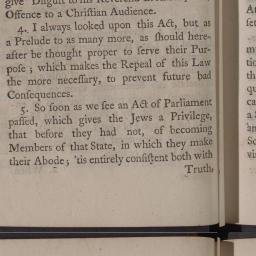 give Disgust to his Reverend
Offence to a Chriſtian Audience.
4. I always looked upon this Act, but as
a Prelude to as many more, as ſhould here-
after be thought proper to ſerve their Pur-
poſe; which makes the Repeal of this Law
the more neceſſary, to prevent future bad
Conſequences.
5. So ſoon as we ſee an Act of Parliament
paſſed, which gives the Jews a Privilege,
that before they had not, of becoming
Members of that State, in which they make
their Abode; 'tis entirely conſiſtent both with
Truth